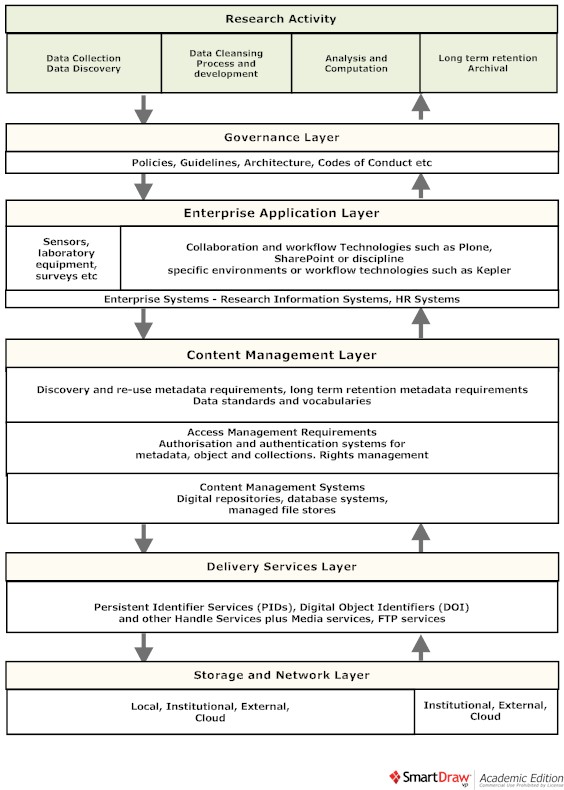 Research Activity
Data Collection
Data Discovery
Data Cleansing
Process and
development
Analysis and
Computation
Long term retention
Archival
Governance Layer
Policies, Guidelines, Architecture, Codes of Conduct etc
Enterprise Application Layer
Sensors,
laboratory
equipment,
surveys etc
Collaboration and workflow Technologies such as Plone,
SharePoint or discipline
specific environments or workflow technologies such as Kepler
Enterprise Systems - Research Information Systems, HR Systems
Content Management Layer
Discovery and re-use metadata requirements, long term retention metadata requirements
Data standards and vocabularies
Access Management Requirements
Authorisation and authentication systems for
metadata, object and collections. Rights management
Content Management Systems
Digital repositories, database systems,
managed file stores
Delivery Services Layer
Persistent Identifier Services (PIDs), Digital Object Identifiers (DOI)
and other Handle Services plus Media services, FTP services
Storage and Network Layer
Local, Institutional, External,
Cloud
Institutional, External,
Cloud
SmartDraw
VP
Academic Edition
Commercial Use Prohibited by License